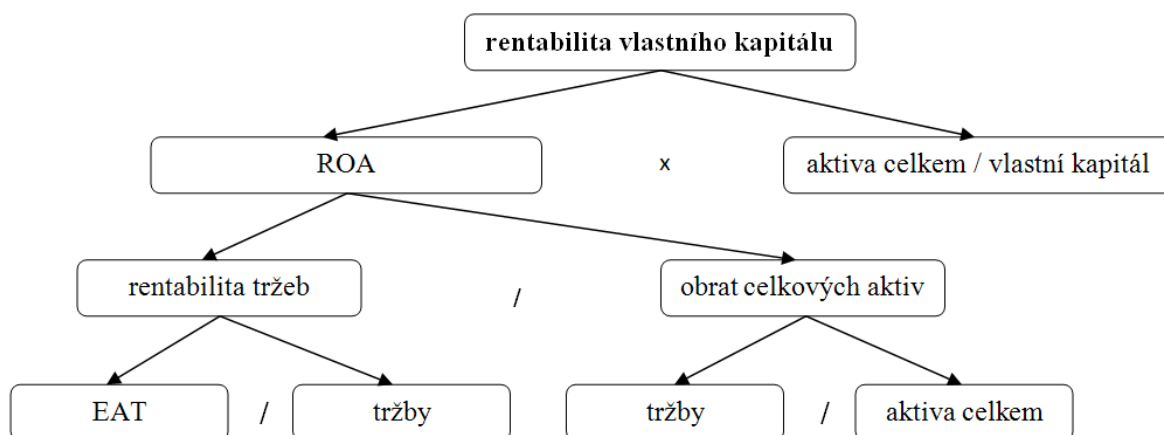 rentabilita vlastního kapitálu
ROA x aktiva celkem / vlastní kapitál
rentabilita tržeb / obrat celkových aktiv
EAT / tržby tržby / aktiva celkem